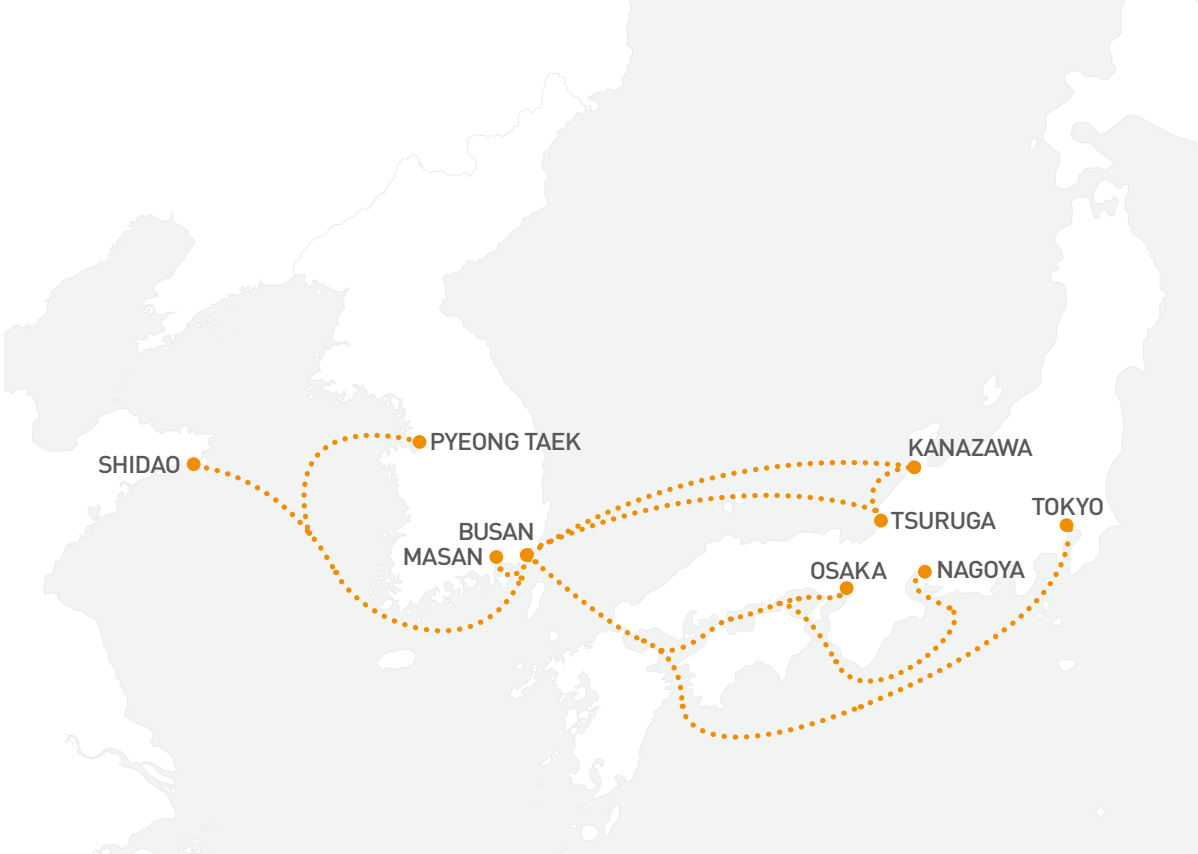 PYEONG TAEK
SHIDAO
KANAZAWA
TSURUGA
TOKYO
BUSAN
MASAN
OSAKA
NAGOYA